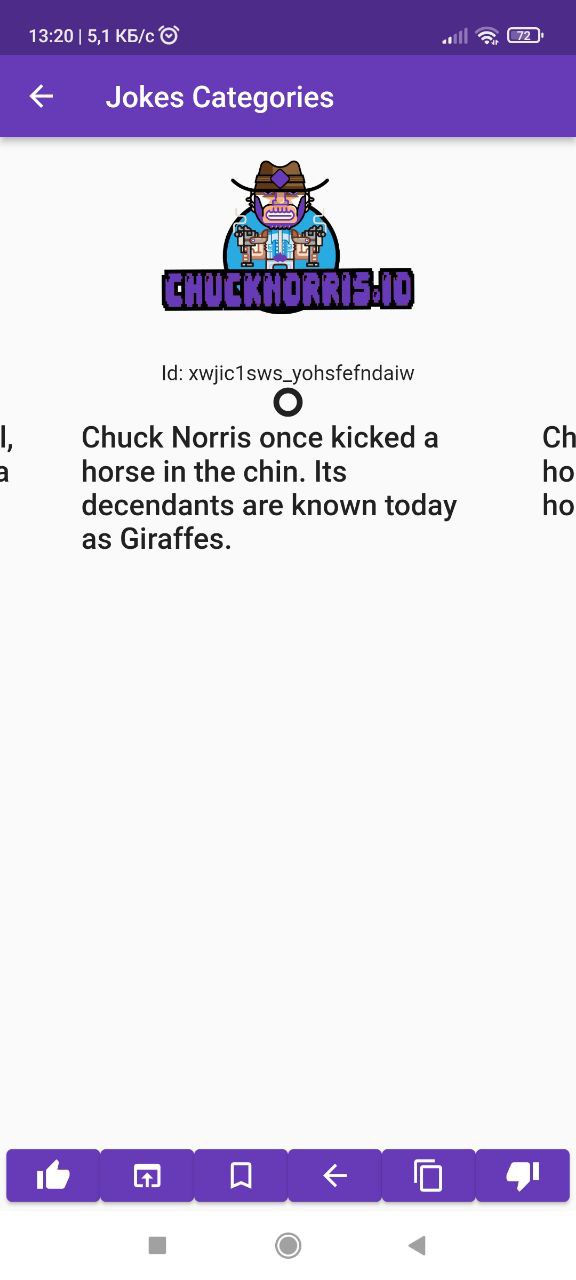 13:20 | 5,1 КБ/с
72
Jokes Categories
CHUCKNORRIS.IO
Id: xwjic1sws_yohsfefndaiw
l,
a
Chuck Norris once kicked a
horse in the chin. Its
decendants are known today
as Giraffes.
Ch
ho
ho